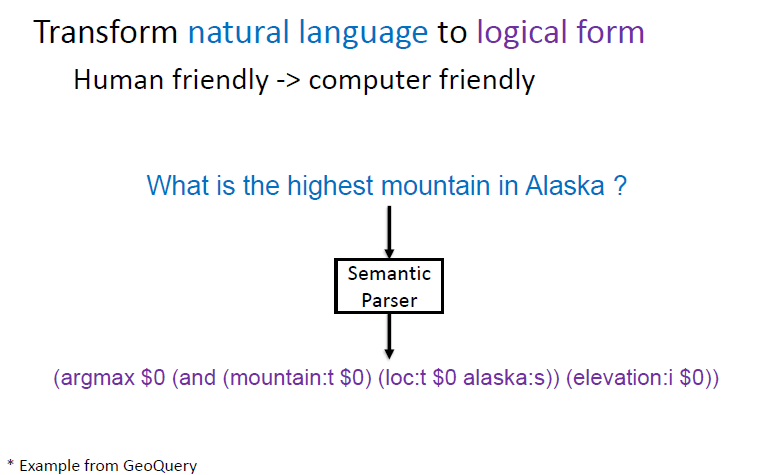 Transform natural language to logical form
Human friendly -> computer friendly
What is the highest mountain in Alaska ?
Semantic
Parser
(argmax $0 (and (mountain:t $0) (loc:t $0 alaska:s)) (elevation:i $0))
* Example from GeoQuery